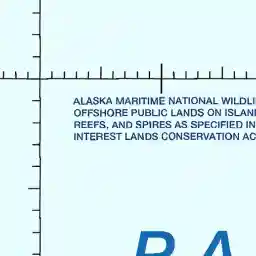 ALASKA MARITIME NATIONAL WILDLI
OFFSHORE PUBLIC LANDS ON ISLAN
REEFS, AND SPIRES AS SPECIFIED IN
INTEREST LANDS CONSERVATION AC